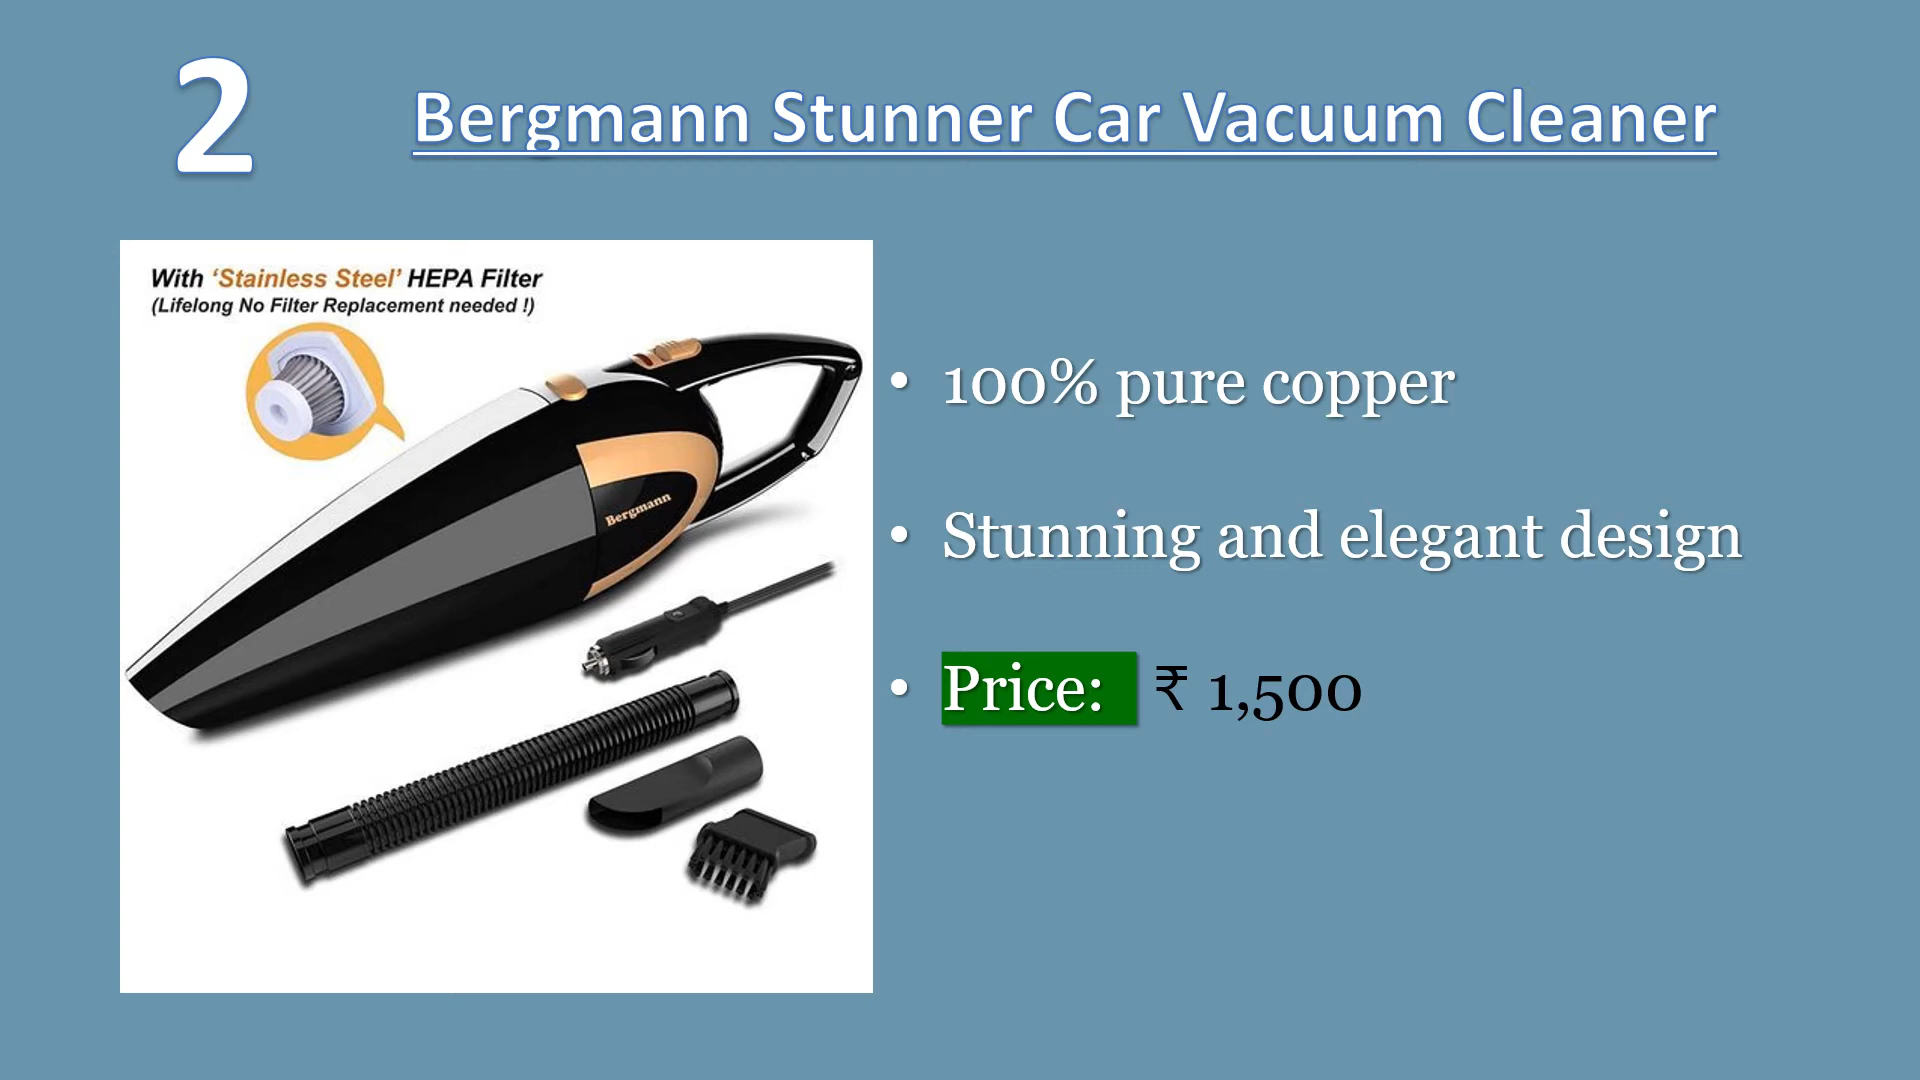 2
Bergmann Stunner Car Vacuum Cleaner
With ‘Stainless Steel’ HEPA Filter
(Lifelong No Filter Replacement needed !)
Bergmann
• 100% pure copper
• Stunning and elegant design
• Price: ₹ 1,500